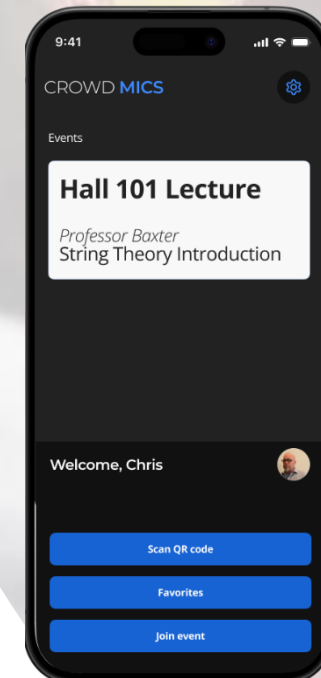 9:41
CROWD MICS
Events
Hall 101 Lecture
Professor Baxter
String Theory Introduction
Welcome, Chris
Scan QR code
Favorites
Join event